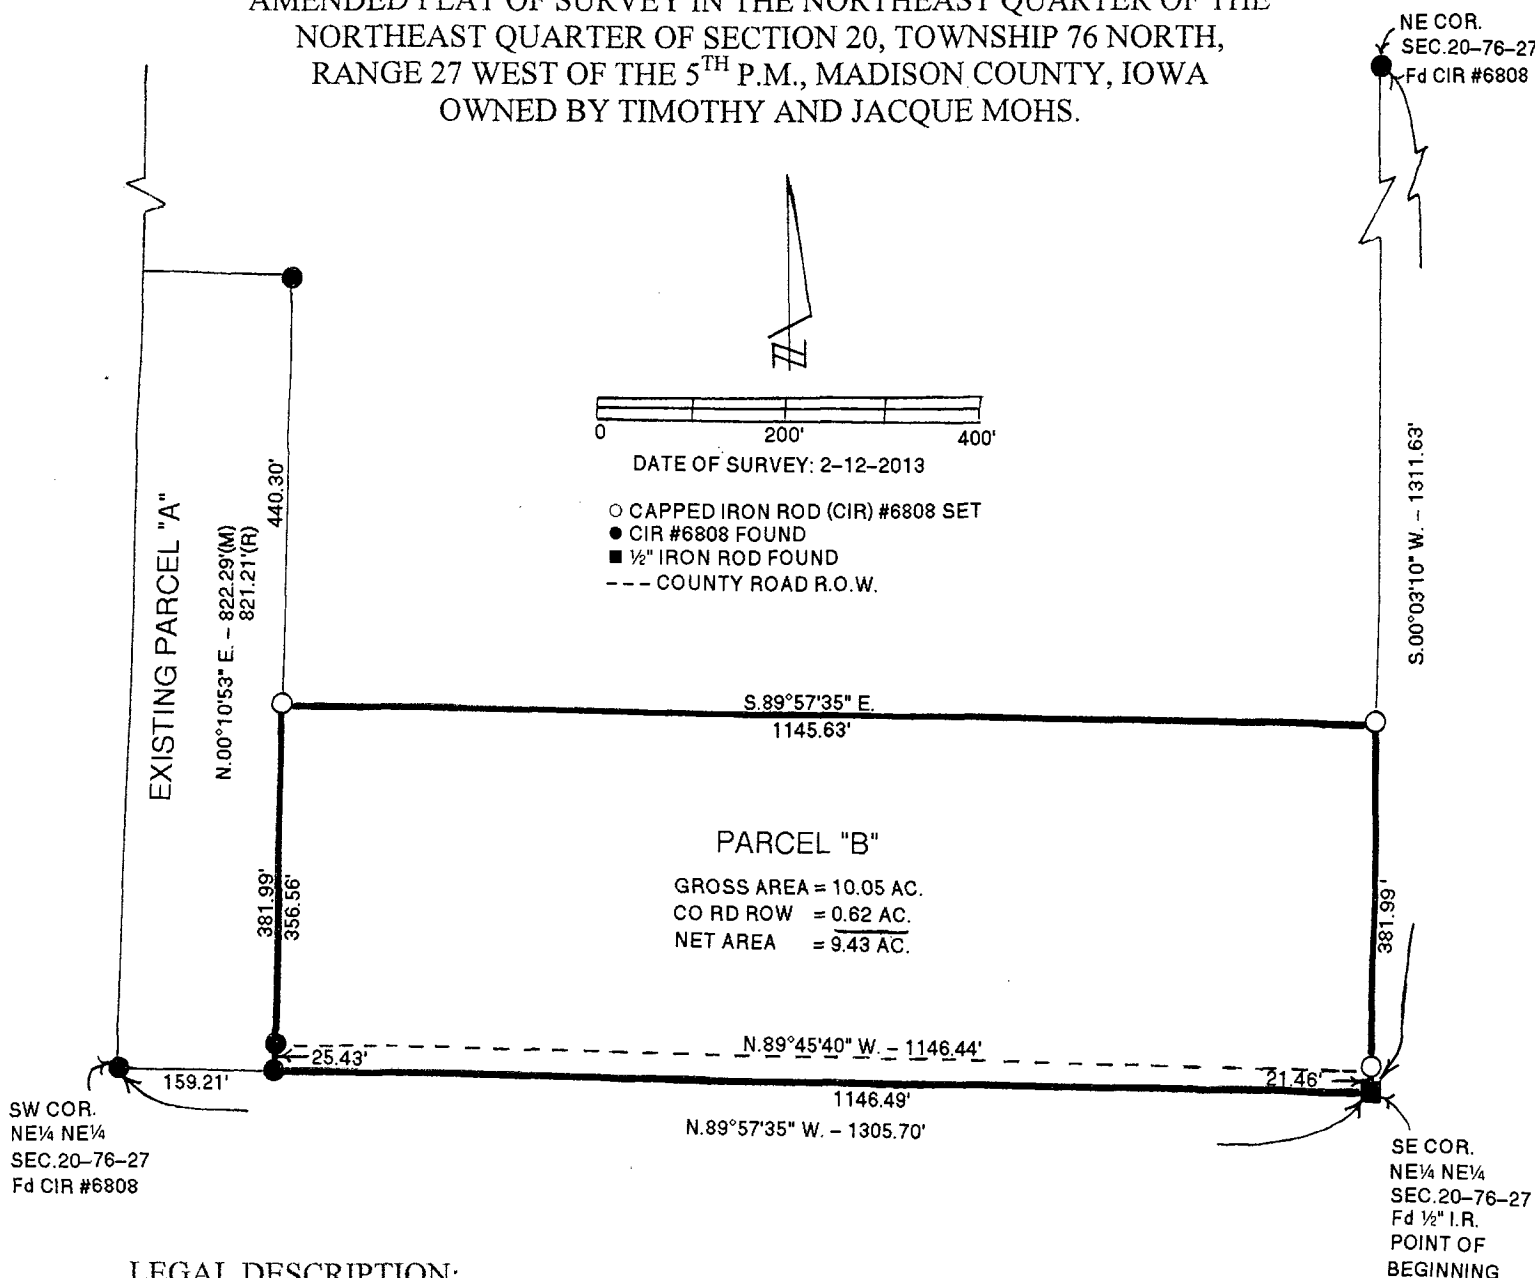 AMENDED PLAT OF SURVEY IN THE NORTHEAST QUARTER OF THE
NORTHEAST QUARTER OF SECTION 20, TOWNSHIP 76 NORTH,
RANGE 27 WEST OF THE 5TH P.M., MADISON COUNTY, IOWA
OWNED BY TIMOTHY AND JACQUE MOHS.
NE COR.
SEC.20-76-27
Fd CIR #6808
N
0 200' 400'
DATE OF SURVEY: 2-12-2013
○ CAPPED IRON ROD (CIR) #6808 SET
● CIR #6808 FOUND
■ ½" IRON ROD FOUND
--- COUNTY ROAD R.O.W.
EXISTING PARCEL "A"
N.00°10'53" E. - 822.29'(M)
821.21'(R)
440.30'
S.00°03'10" W. - 1311.63'
S.89°57'35" E.
1145.63'
PARCEL "B"
GROSS AREA = 10.05 AC.
CO RD ROW = 0.62 AC.
NET AREA = 9.43 AC.
381.99'
356.56'
381.99'
N.89°45'40" W. - 1146.44'
25.43'
21.46'
159.21'
1146.49'
N.89°57'35" W. - 1305.70'
SW COR.
NE¼ NE¼
SEC.20-76-27
Fd CIR #6808
SE COR.
NE¼ NE¼
SEC.20-76-27
Fd ½" I.R.
POINT OF
BEGINNING
LEGAL DESCRIPTION: